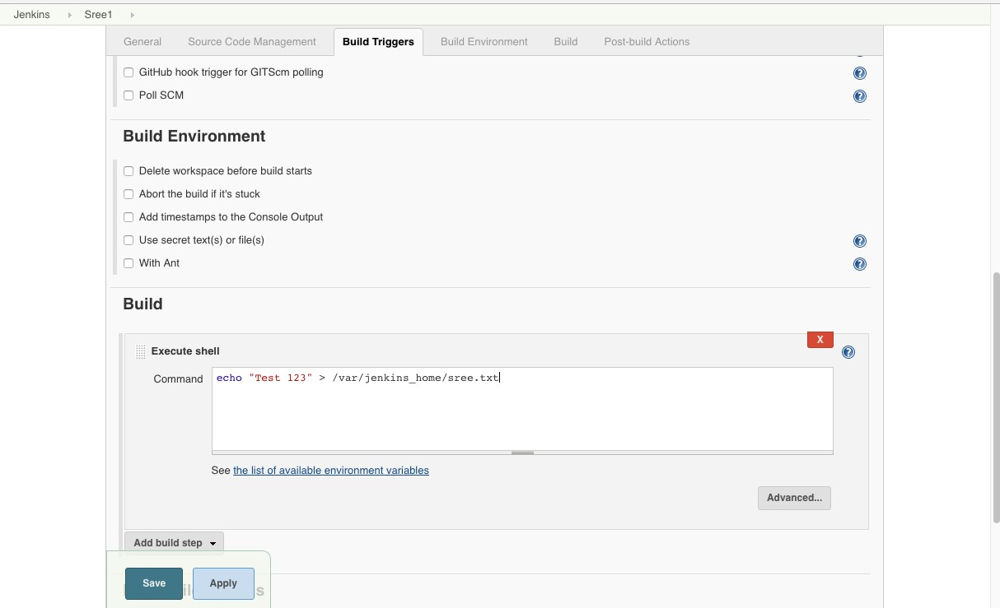 Jenkins Sree1
General Source Code Management Build Triggers Build Environment Build Post-build Actions
GitHub hook trigger for GITScm polling
Poll SCM
Build Environment
Delete workspace before build starts
Abort the build if it's stuck
Add timestamps to the Console Output
Use secret text(s) or file(s)
With Ant
Build
X
Execute shell
Command echo "Test 123" > /var/jenkins_home/sree.txt
See the list of available environment variables
Advanced...
Add build step
Save Apply